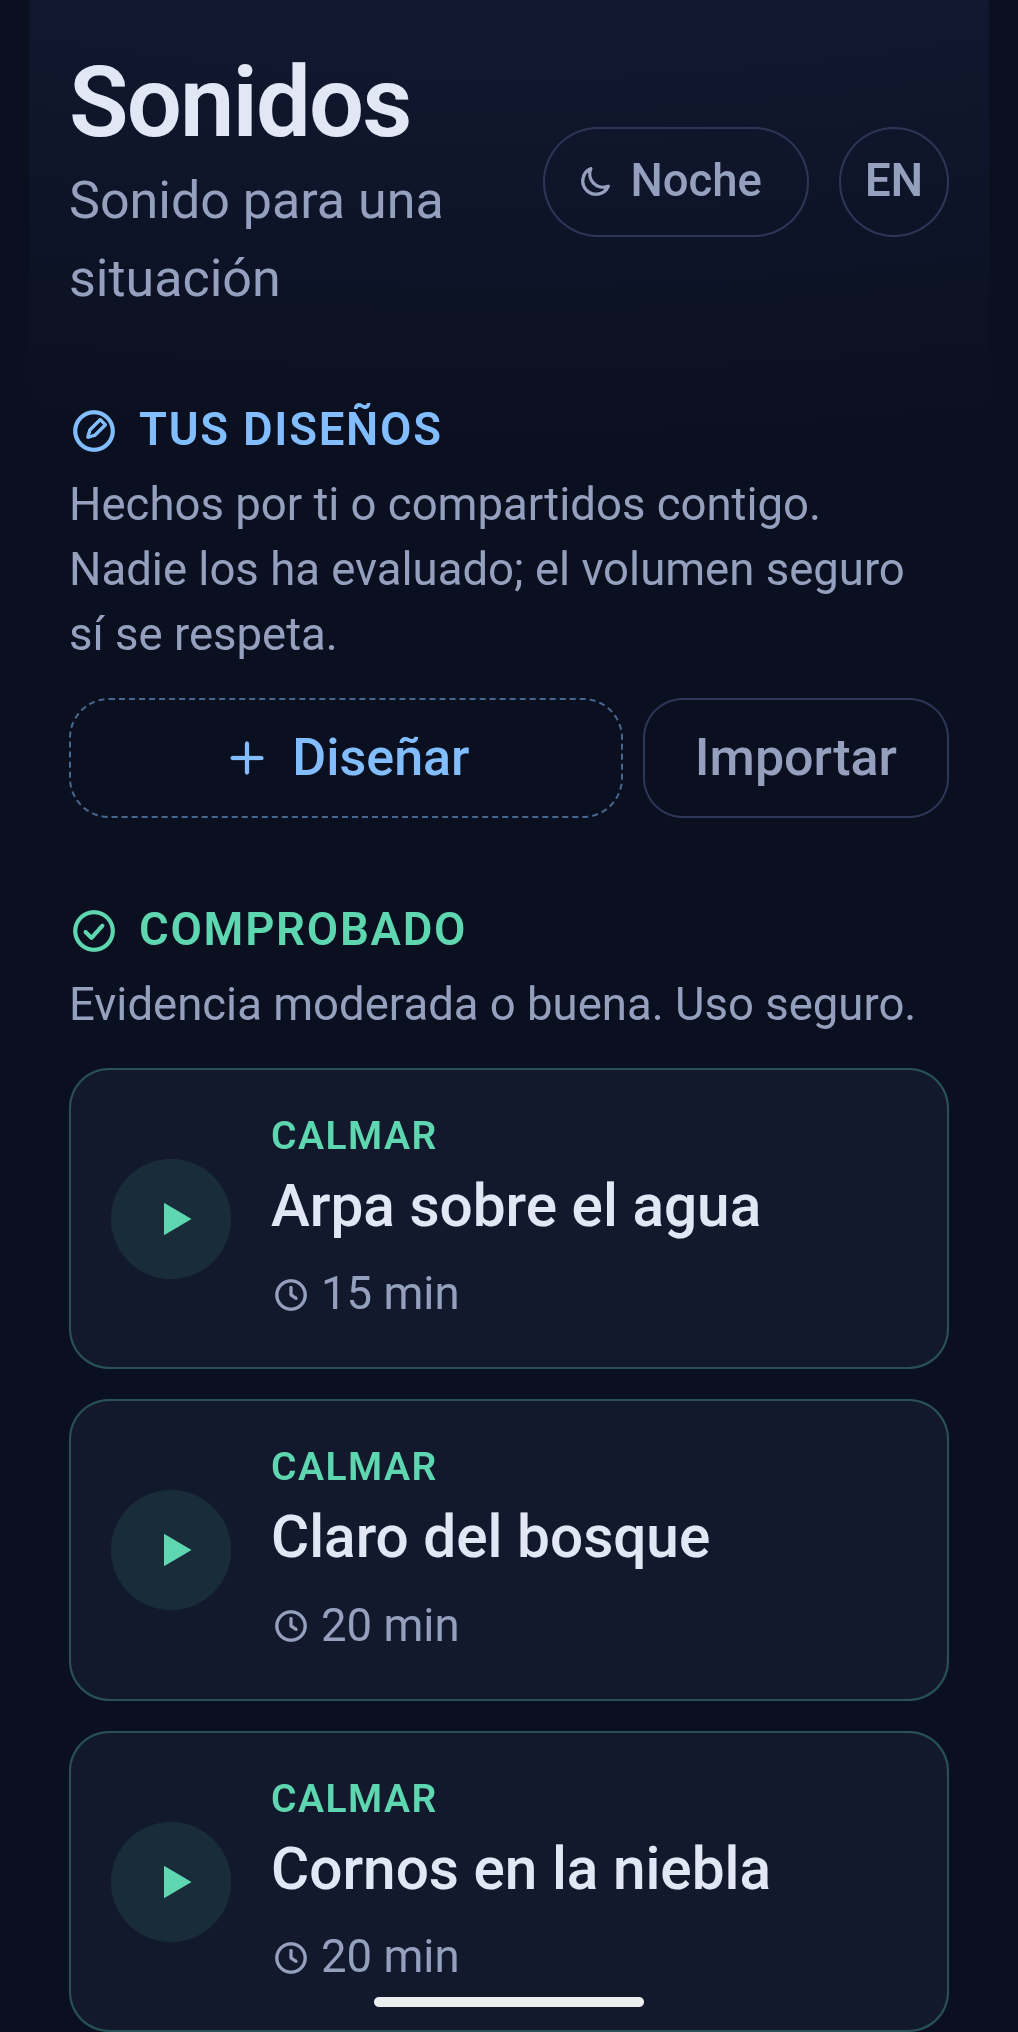 Sonidos
Sonido para una
situación
Noche
EN
TUS DISEÑOS
Hechos por ti o compartidos contigo.
Nadie los ha evaluado; el volumen seguro
sí se respeta.
Diseñar
Importar
COMPROBADO
Evidencia moderada o buena. Uso seguro.
CALMAR
Arpa sobre el agua
15 min
CALMAR
Claro del bosque
20 min
CALMAR
Cornos en la niebla
20 min